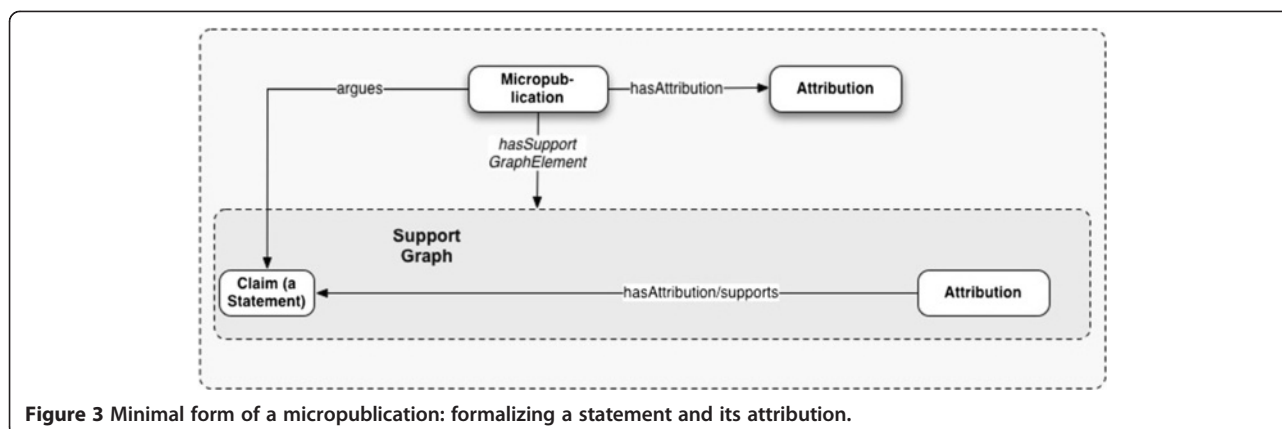 argues
Micropub-
lication
hasAttribution
Attribution
hasSupport
GraphElement
Support
Graph
Claim (a
Statement)
hasAttribution/supports
Attribution
Figure 3 Minimal form of a micropublication: formalizing a statement and its attribution.